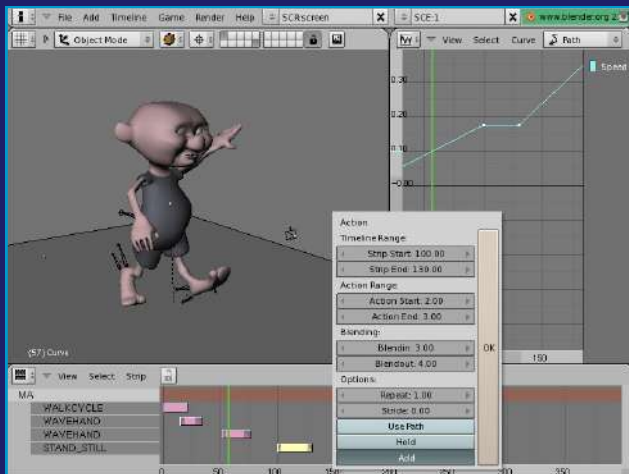 File Add Timeline Game Render Help SCR:screen X SCE:1 X www.blender.org 2
Object Mode
View Select Curve Path
Speed
0.30
0.20
0.10
-0.00
150
(57) Curve
Action
Timeline Range:
Strip Start: 100.00
Strip End: 130.00
Action Range:
Action Start: 2.00
Action End: 3.00
Blending:
Blendin: 3.00
Blendout: 4.00
Options:
Repeat: 1.00
Stride: 0.00
Use Path
Hold
Add
OK
View Select Strip
MA
WALKCYCLE
WAVEHAND
WAVEHAND
STAND_STILL
0 50 100